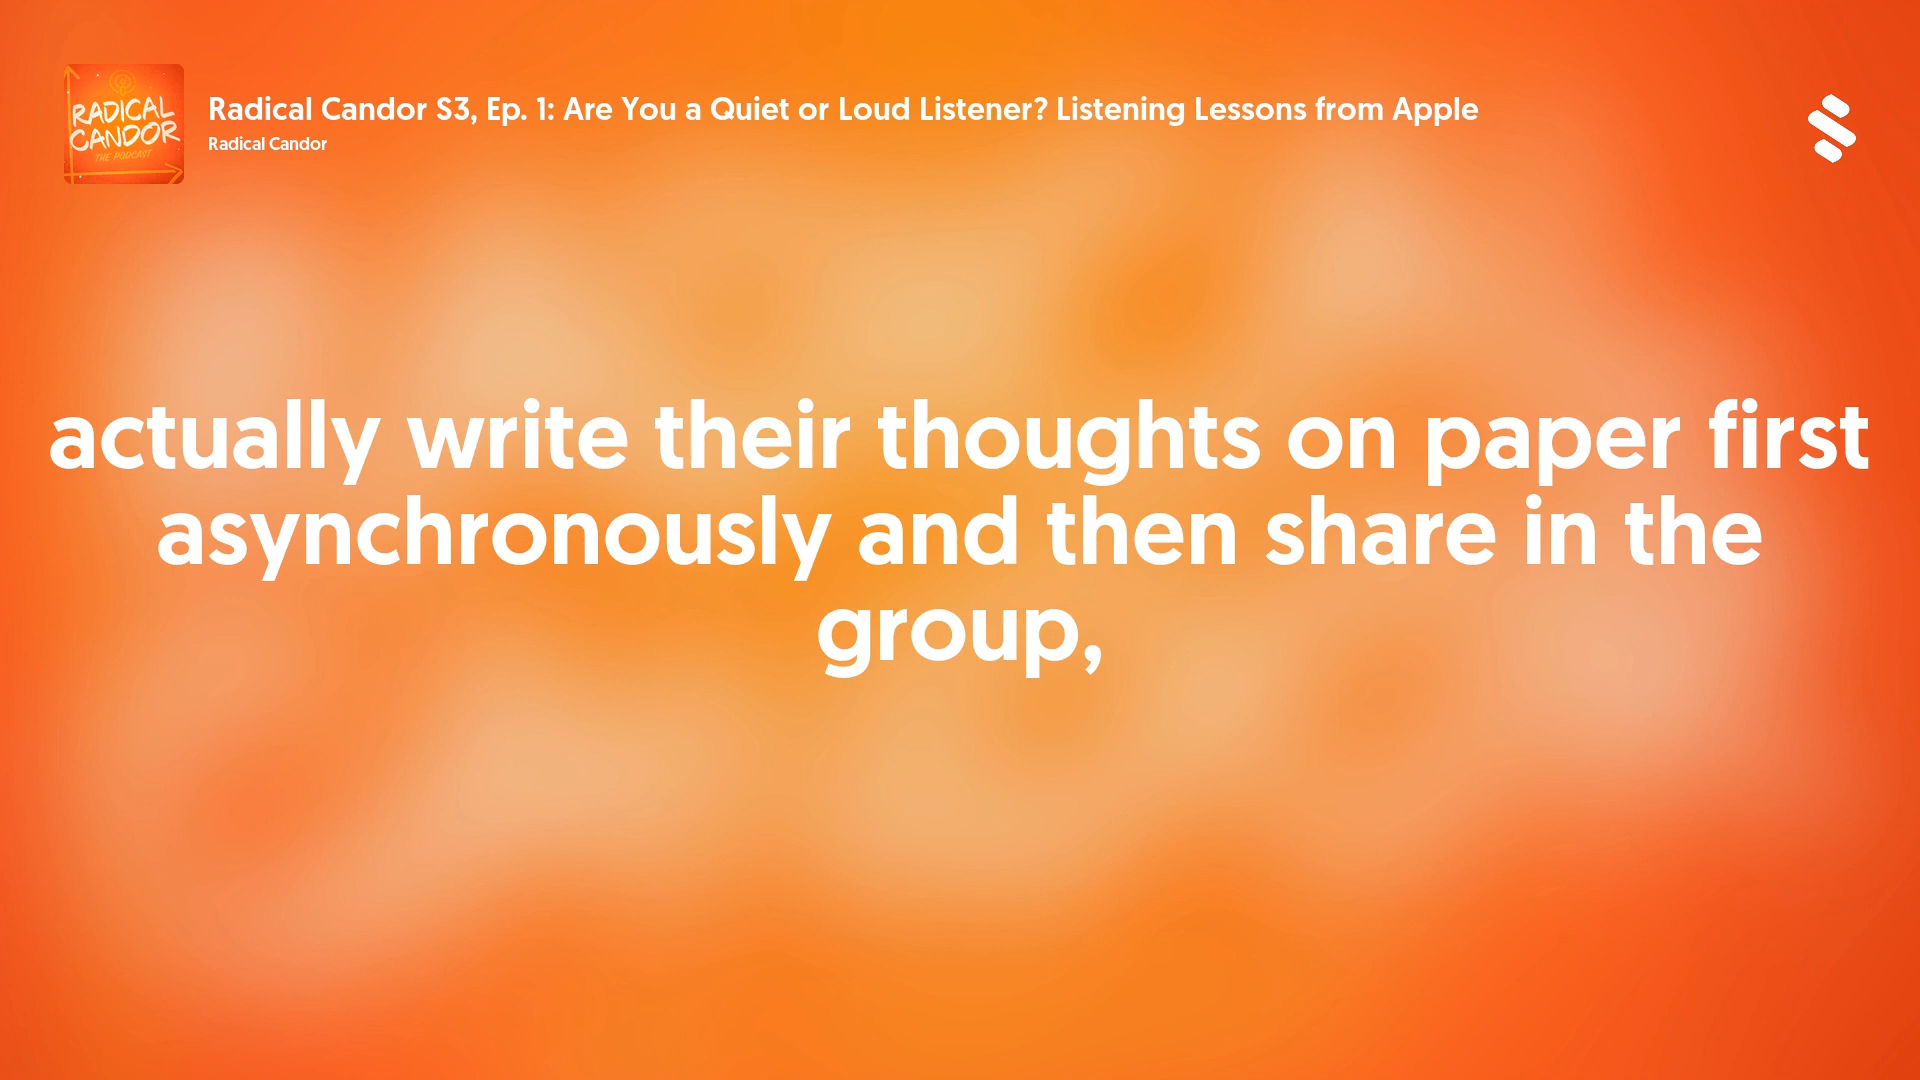 RADICAL
CANDOR
THE PODCAST
Radical Candor S3, Ep. 1: Are You a Quiet or Loud Listener? Listening Lessons from Apple
Radical Candor
actually write their thoughts on paper first
asynchronously and then share in the
group,